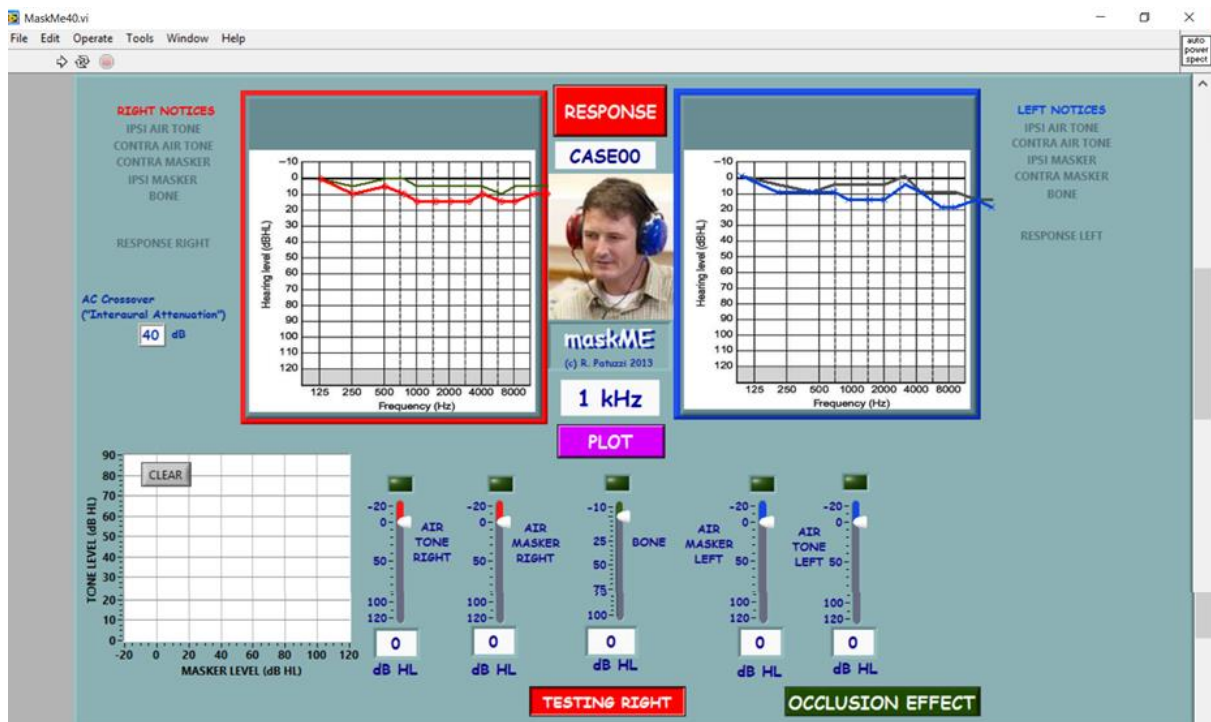 MaskMe40.vi
File Edit Operate Tools Window Help
auto
power
spect
RIGHT NOTICES
IPSI AIR TONE
CONTRA AIR TONE
CONTRA MASKER
IPSI MASKER
BONE
RESPONSE RIGHT
AC Crossover
("Interaural Attenuation")
40 dB
-10
0
10
20
30
40
50
60
70
80
90
100
110
120
Hearing level (dBHL)
125 250 500 1000 2000 4000 8000
Frequency (Hz)
RESPONSE
CASE00
maskME
(c) R. Patuzzi 2013
1 kHz
PLOT
-10
0
10
20
30
40
50
60
70
80
90
100
110
120
Hearing level (dBHL)
125 250 500 1000 2000 4000 8000
Frequency (Hz)
LEFT NOTICES
IPSI AIR TONE
CONTRA AIR TONE
IPSI MASKER
CONTRA MASKER
BONE
RESPONSE LEFT
CLEAR
90
80
70
60
50
40
30
20
10
0
TONE LEVEL (dB HL)
-20 0 20 40 60 80 100 120
MASKER LEVEL (dB HL)
-20
0
50
100
120
AIR
TONE
RIGHT
0
dB HL
-20
0
50
100
120
AIR
MASKER
RIGHT
0
dB HL
-10
25
50
75
100
BONE
0
dB HL
AIR
MASKER
LEFT
-20
0
50
100
120
0
dB HL
AIR
TONE
LEFT
-20
0
50
100
120
0
dB HL
TESTING RIGHT
OCCLUSION EFFECT